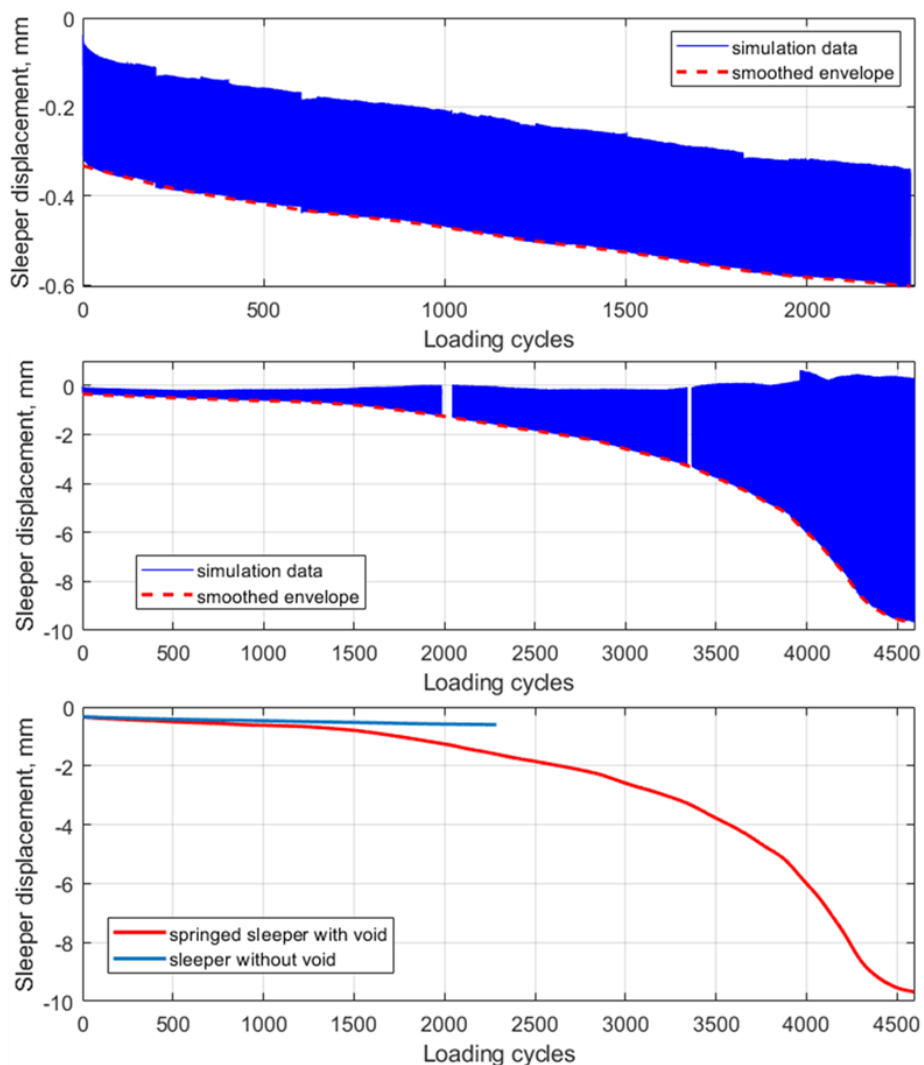 0
-0.2
-0.4
-0.6
Sleeper displacement, mm
simulation data
smoothed envelope
0 500 1000 1500 2000
Loading cycles
0
-2
-4
-6
-8
-10
Sleeper displacement, mm
simulation data
smoothed envelope
0 500 1000 1500 2000 2500 3000 3500 4000 4500
Loading cycles
0
-2
-4
-6
-8
-10
Sleeper displacement, mm
springed sleeper with void
sleeper without void
0 500 1000 1500 2000 2500 3000 3500 4000 4500
Loading cycles